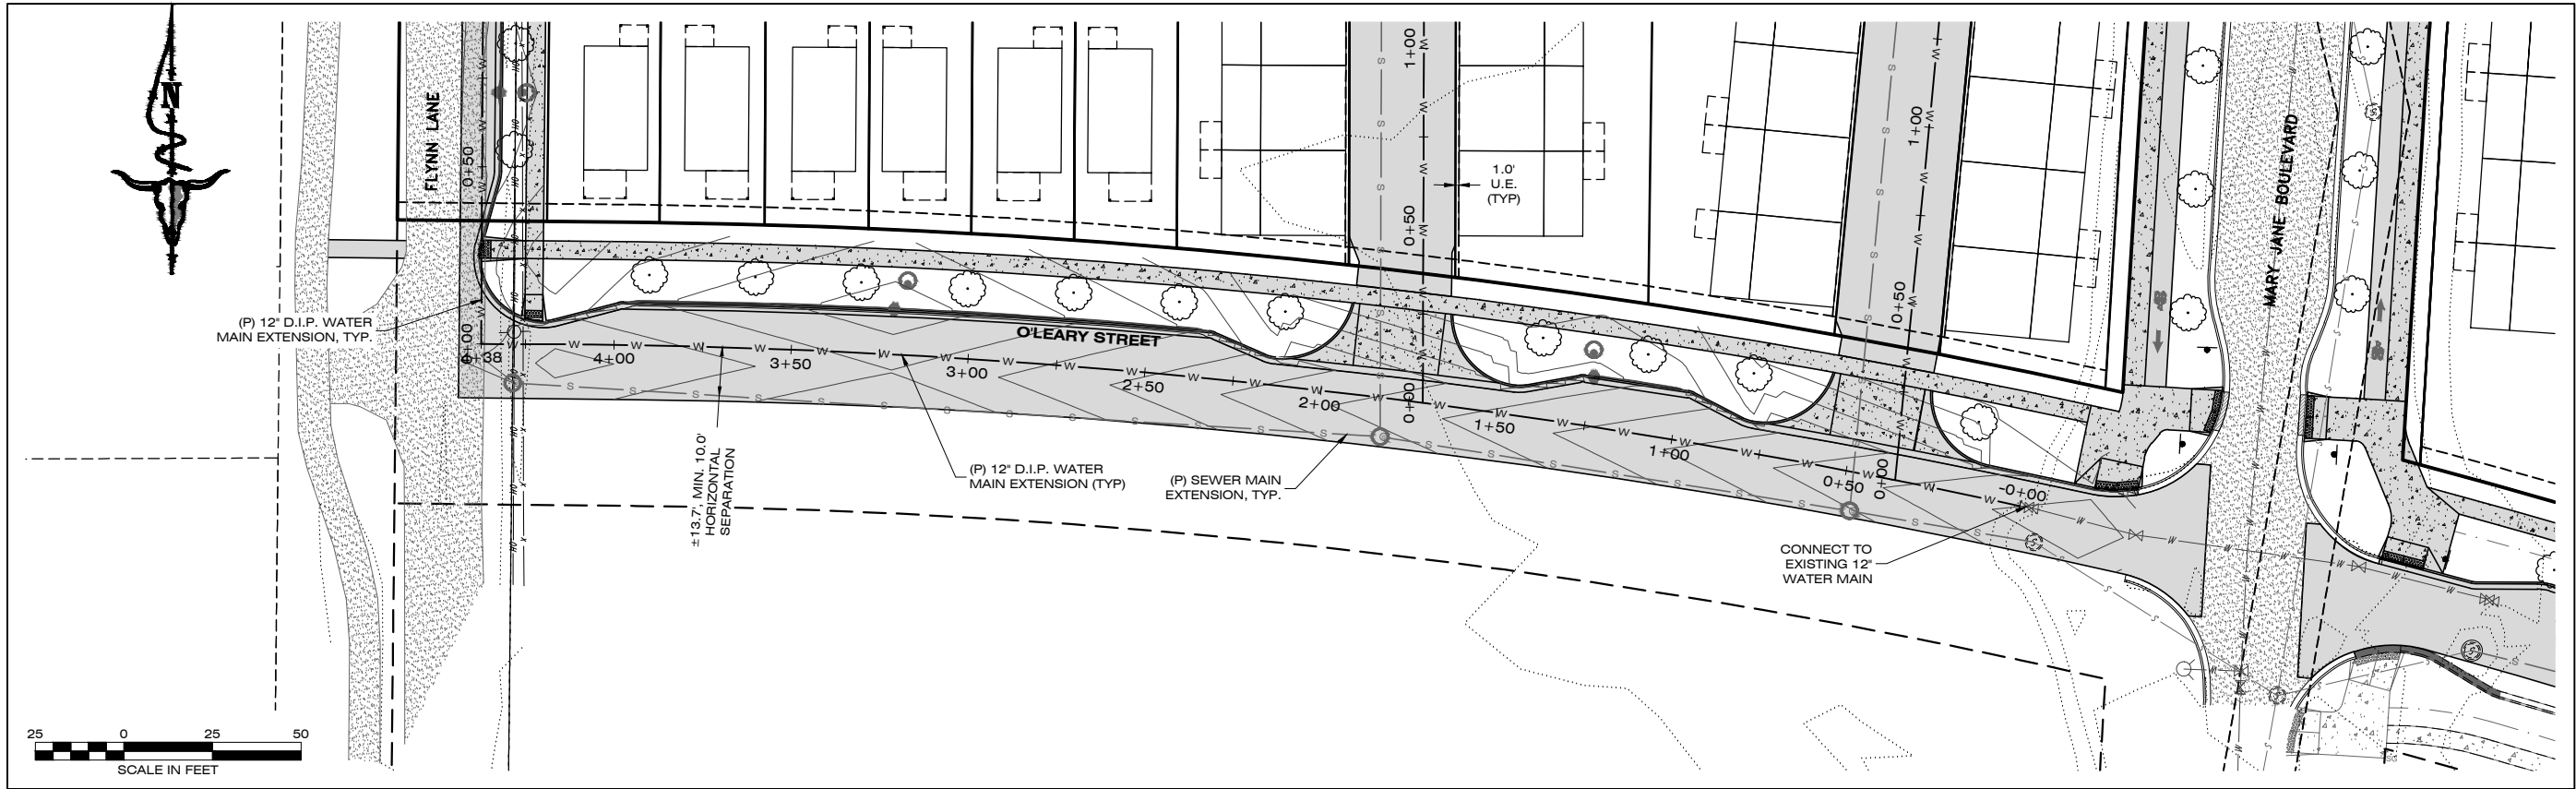 N
FLYNN LANE
0+50
1+00
0+50
0+00
1.0'
U.E.
(TYP)
1+00
0+50
0+00
MARY JANE BOULEVARD
(P) 12" D.I.P. WATER
MAIN EXTENSION, TYP.
O'LEARY STREET
0+00
4+38
4+00
3+50
3+00
2+50
2+00
1+50
1+00
0+50
-0+00
±13.7', MIN. 10.0'
HORIZONTAL
SEPARATION
(P) 12" D.I.P. WATER
MAIN EXTENSION (TYP)
(P) SEWER MAIN
EXTENSION, TYP.
CONNECT TO
EXISTING 12"
WATER MAIN
25 0 25 50
SCALE IN FEET